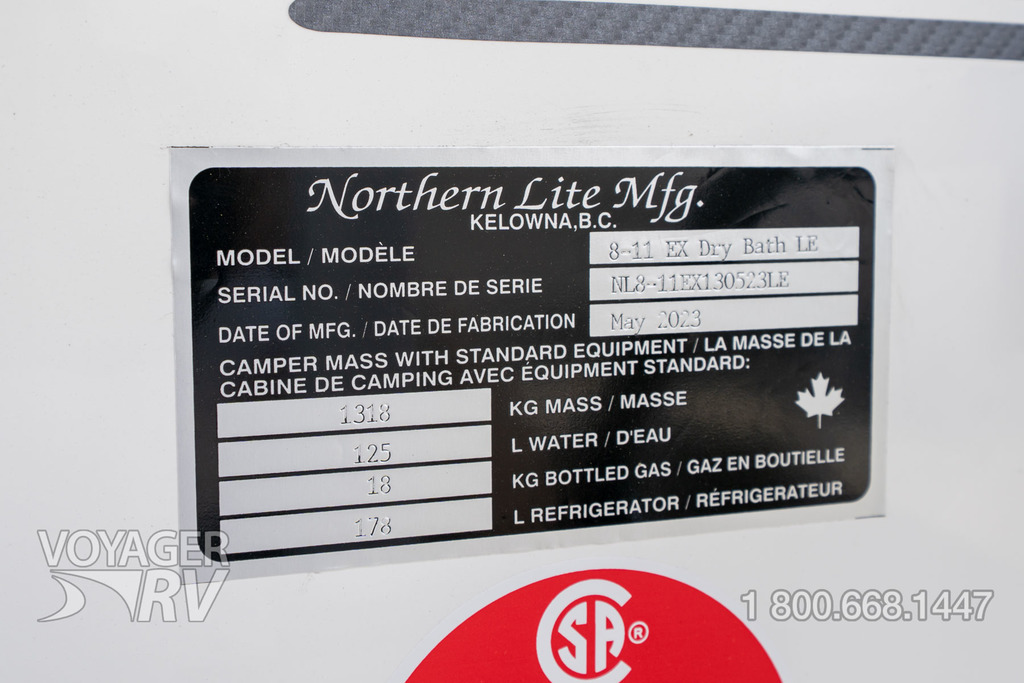 Northern Lite Mfg.
KELOWNA,B.C.
MODEL / MODÈLE 8-11 EX Dry Bath LE
SERIAL NO. / NOMBRE DE SERIE NL8-11EX130523LE
DATE OF MFG. / DATE DE FABRICATION May 2023
CAMPER MASS WITH STANDARD EQUIPMENT / LA MASSE DE LA
CABINE DE CAMPING AVEC ÉQUIPMENT STANDARD:
1318 KG MASS / MASSE
125 L WATER / D'EAU
18 KG BOTTLED GAS / GAZ EN BOUTIELLE
178 L REFRIGERATOR / RÉFRIGERATEUR
VOYAGER
RV
1 800.668.1447
CSA ®